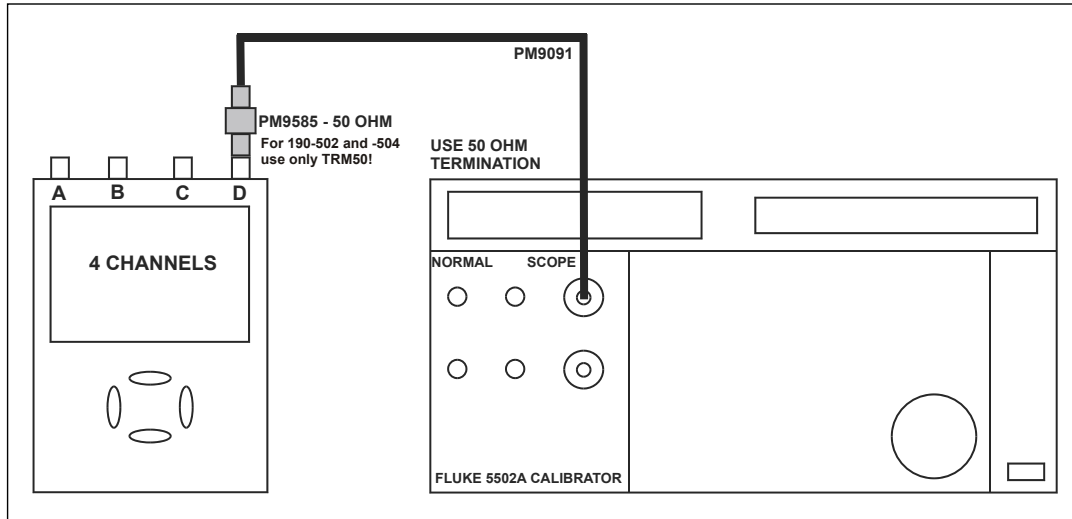 PM9091
PM9585 - 50 OHM
For 190-502 and -504
use only TRM50!
USE 50 OHM
TERMINATION
A B C D
4 CHANNELS
NORMAL SCOPE
FLUKE 5502A CALIBRATOR